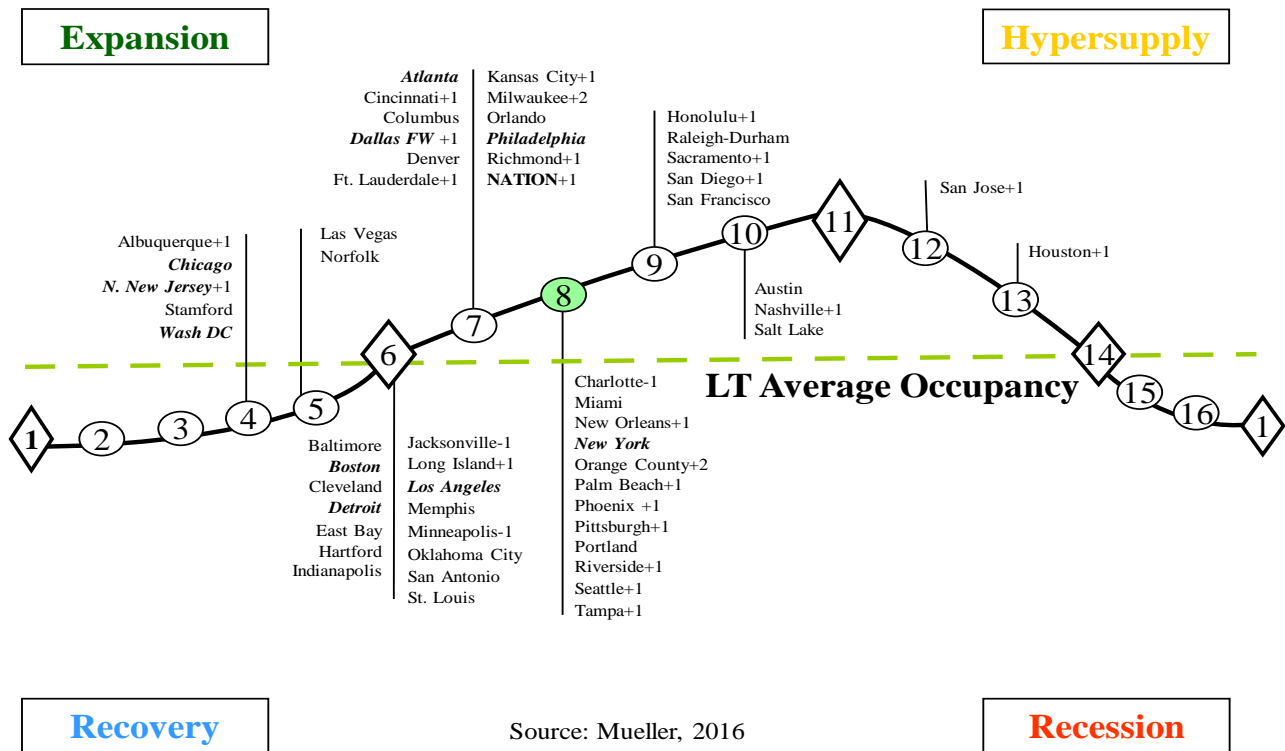 Expansion
Hypersupply
Atlanta
Cincinnati+1
Columbus
Dallas FW +1
Denver
Ft. Lauderdale+1
Kansas City+1
Milwaukee+2
Orlando
Philadelphia
Richmond+1
NATION+1
Honolulu+1
Raleigh-Durham
Sacramento+1
San Diego+1
San Francisco
San Jose+1
Houston+1
Albuquerque+1
Chicago
N. New Jersey+1
Stamford
Wash DC
Las Vegas
Norfolk
Austin
Nashville+1
Salt Lake
1
2
3
4
5
6
7
8
9
10
11
12
13
14
15
16
1
LT Average Occupancy
Baltimore
Boston
Cleveland
Detroit
East Bay
Hartford
Indianapolis
Jacksonville-1
Long Island+1
Los Angeles
Memphis
Minneapolis-1
Oklahoma City
San Antonio
St. Louis
Charlotte-1
Miami
New Orleans+1
New York
Orange County+2
Palm Beach+1
Phoenix +1
Pittsburgh+1
Portland
Riverside+1
Seattle+1
Tampa+1
Recovery
Source: Mueller, 2016
Recession